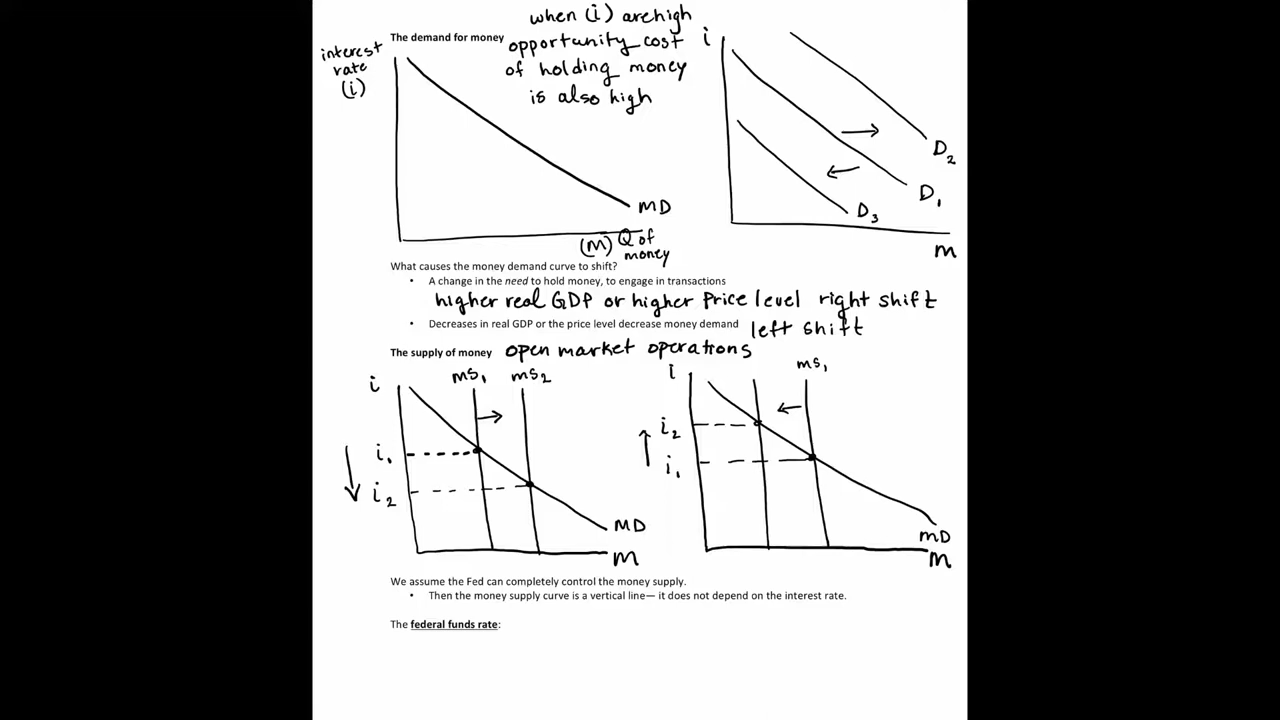 The demand for money
when (i) are high
opportunity cost
of holding money
is also high
interest
rate
(i)
MD
(M) Q of
money
i
D2
D1
D3
M
What causes the money demand curve to shift?
• A change in the need to hold money, to engage in transactions
higher real GDP or higher Price level right shift
• Decreases in real GDP or the price level decrease money demand left shift
The supply of money open market operations
i
MS1 MS2
i1
i2
MD
M
i
MS1
i2
i1
MD
M
We assume the Fed can completely control the money supply.
• Then the money supply curve is a vertical line— it does not depend on the interest rate.
The federal funds rate: